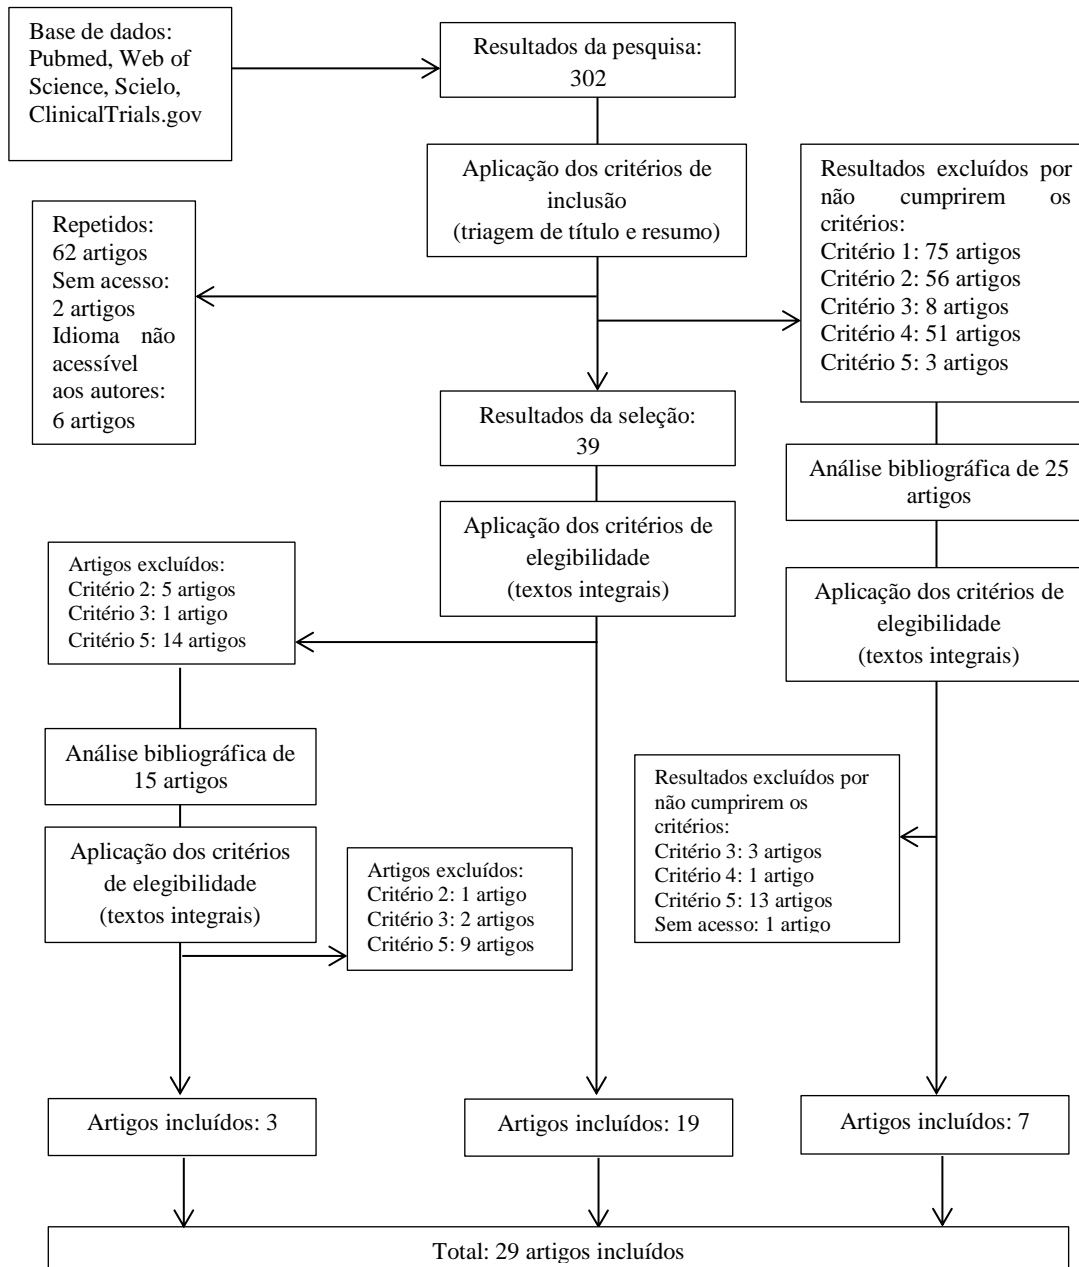 Base de dados:
Pubmed, Web of
Science, Scielo,
ClinicalTrials.gov
Resultados da pesquisa:
302
Aplicação dos critérios de
inclusão
(triagem de título e resumo)
Resultados excluídos por
não cumprirem os
critérios:
Critério 1: 75 artigos
Critério 2: 56 artigos
Critério 3: 8 artigos
Critério 4: 51 artigos
Critério 5: 3 artigos
Repetidos:
62 artigos
Sem acesso:
2 artigos
Idioma não
acessível
aos autores:
6 artigos
Resultados da seleção:
39
Análise bibliográfica de 25
artigos
Aplicação dos critérios de
elegibilidade
(textos integrais)
Artigos excluídos:
Critério 2: 5 artigos
Critério 3: 1 artigo
Critério 5: 14 artigos
Aplicação dos critérios de
elegibilidade
(textos integrais)
Análise bibliográfica de
15 artigos
Resultados excluídos por
não cumprirem os
critérios:
Critério 3: 3 artigos
Critério 4: 1 artigo
Critério 5: 13 artigos
Sem acesso: 1 artigo
Aplicação dos critérios
de elegibilidade
(textos integrais)
Artigos excluídos:
Critério 2: 1 artigo
Critério 3: 2 artigos
Critério 5: 9 artigos
Artigos incluídos: 3
Artigos incluídos: 19
Artigos incluídos: 7
Total: 29 artigos incluídos